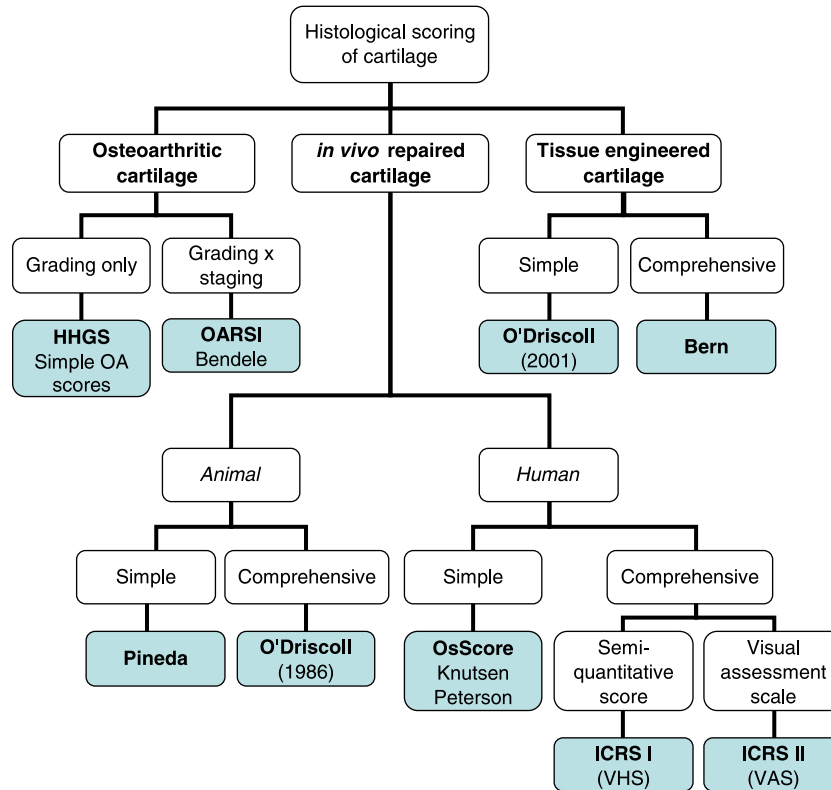 Histological scoring
of cartilage
Osteoarthritic
cartilage
in vivo repaired
cartilage
Tissue engineered
cartilage
Grading only
Grading x
staging
Simple
Comprehensive
HHGS
Simple OA
scores
OARSI
Bendele
O'Driscoll
(2001)
Bern
Animal
Human
Simple
Comprehensive
Simple
Comprehensive
Pineda
O'Driscoll
(1986)
OsScore
Knutsen
Peterson
Semi-
quantitative
score
Visual
assessment
scale
ICRS I
(VHS)
ICRS II
(VAS)